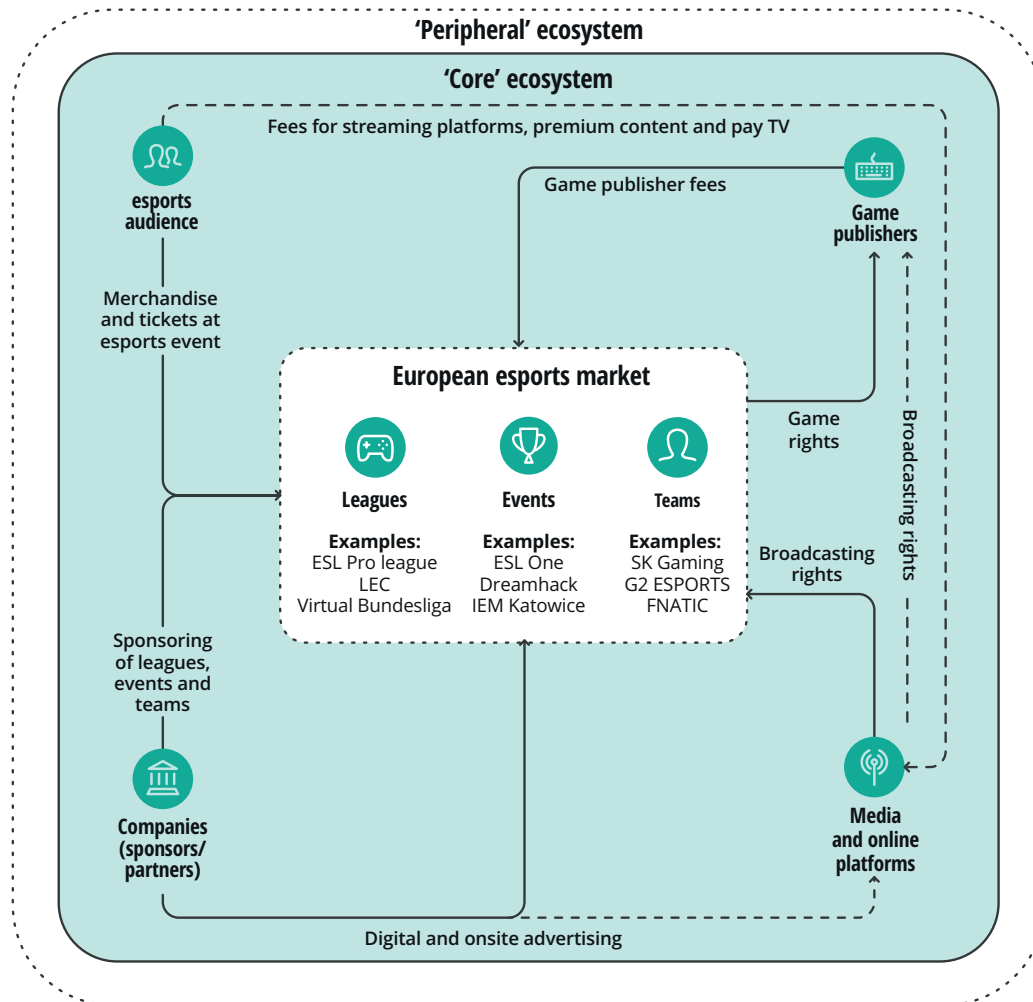 ‘Peripheral’ ecosystem
‘Core’ ecosystem
Fees for streaming platforms, premium content and pay TV
esports
audience
Game publisher fees
Game
publishers
Merchandise
and tickets at
esports event
European esports market
Leagues
Events
Teams
Examples:
ESL Pro league
LEC
Virtual Bundesliga
Examples:
ESL One
Dreamhack
IEM Katowice
Examples:
SK Gaming
G2 ESPORTS
FNATIC
Game
rights
Broadcasting rights
Broadcasting
rights
Sponsoring
of leagues,
events and
teams
Companies
(sponsors/
partners)
Media
and online
platforms
Digital and onsite advertising